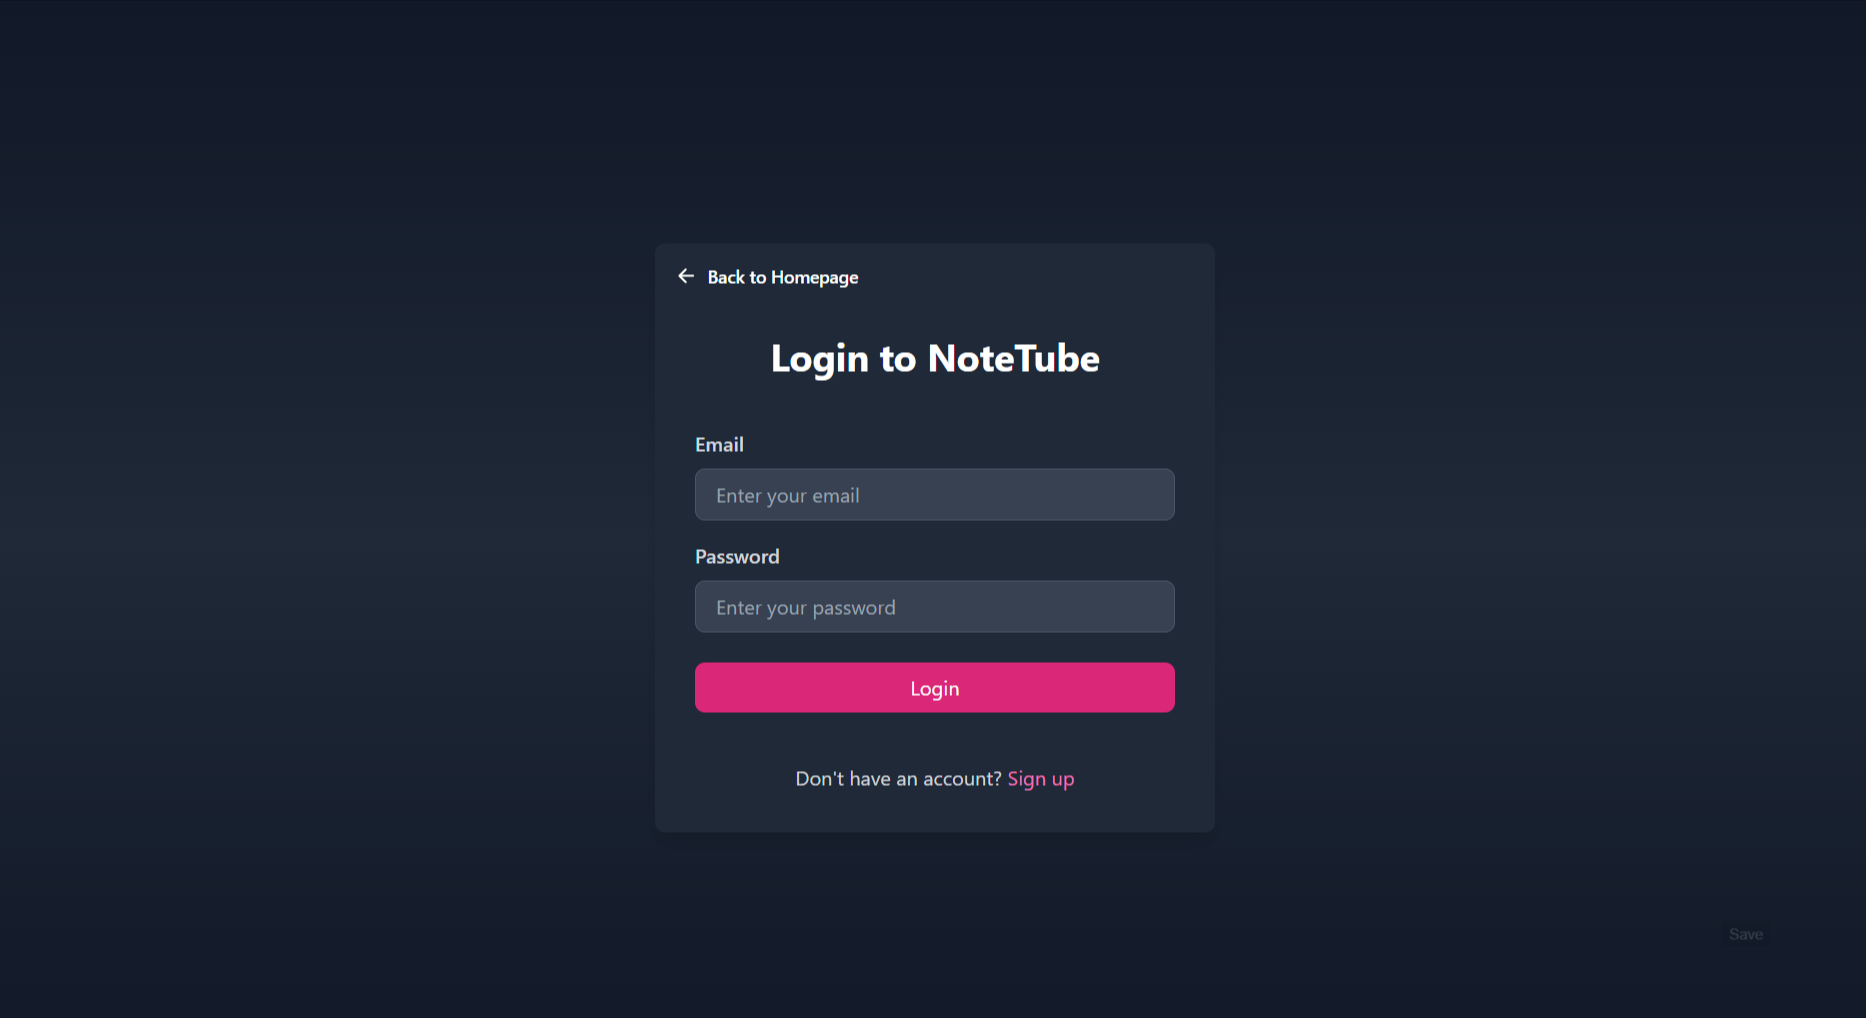 Back to Homepage
Login to NoteTube
Email
Enter your email
Password
Enter your password
Login
Don't have an account? Sign up
Save